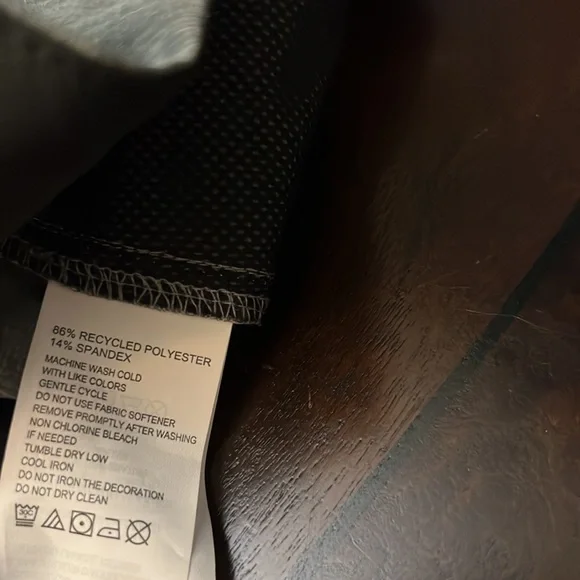 86% RECYCLED POLYESTER
14% SPANDEX
MACHINE WASH COLD
WITH LIKE COLORS
GENTLE CYCLE
DO NOT USE FABRIC SOFTENER
REMOVE PROMPTLY AFTER WASHING
NON CHLORINE BLEACH
IF NEEDED
TUMBLE DRY LOW
COOL IRON
DO NOT IRON THE DECORATION
DO NOT DRY CLEAN
30C